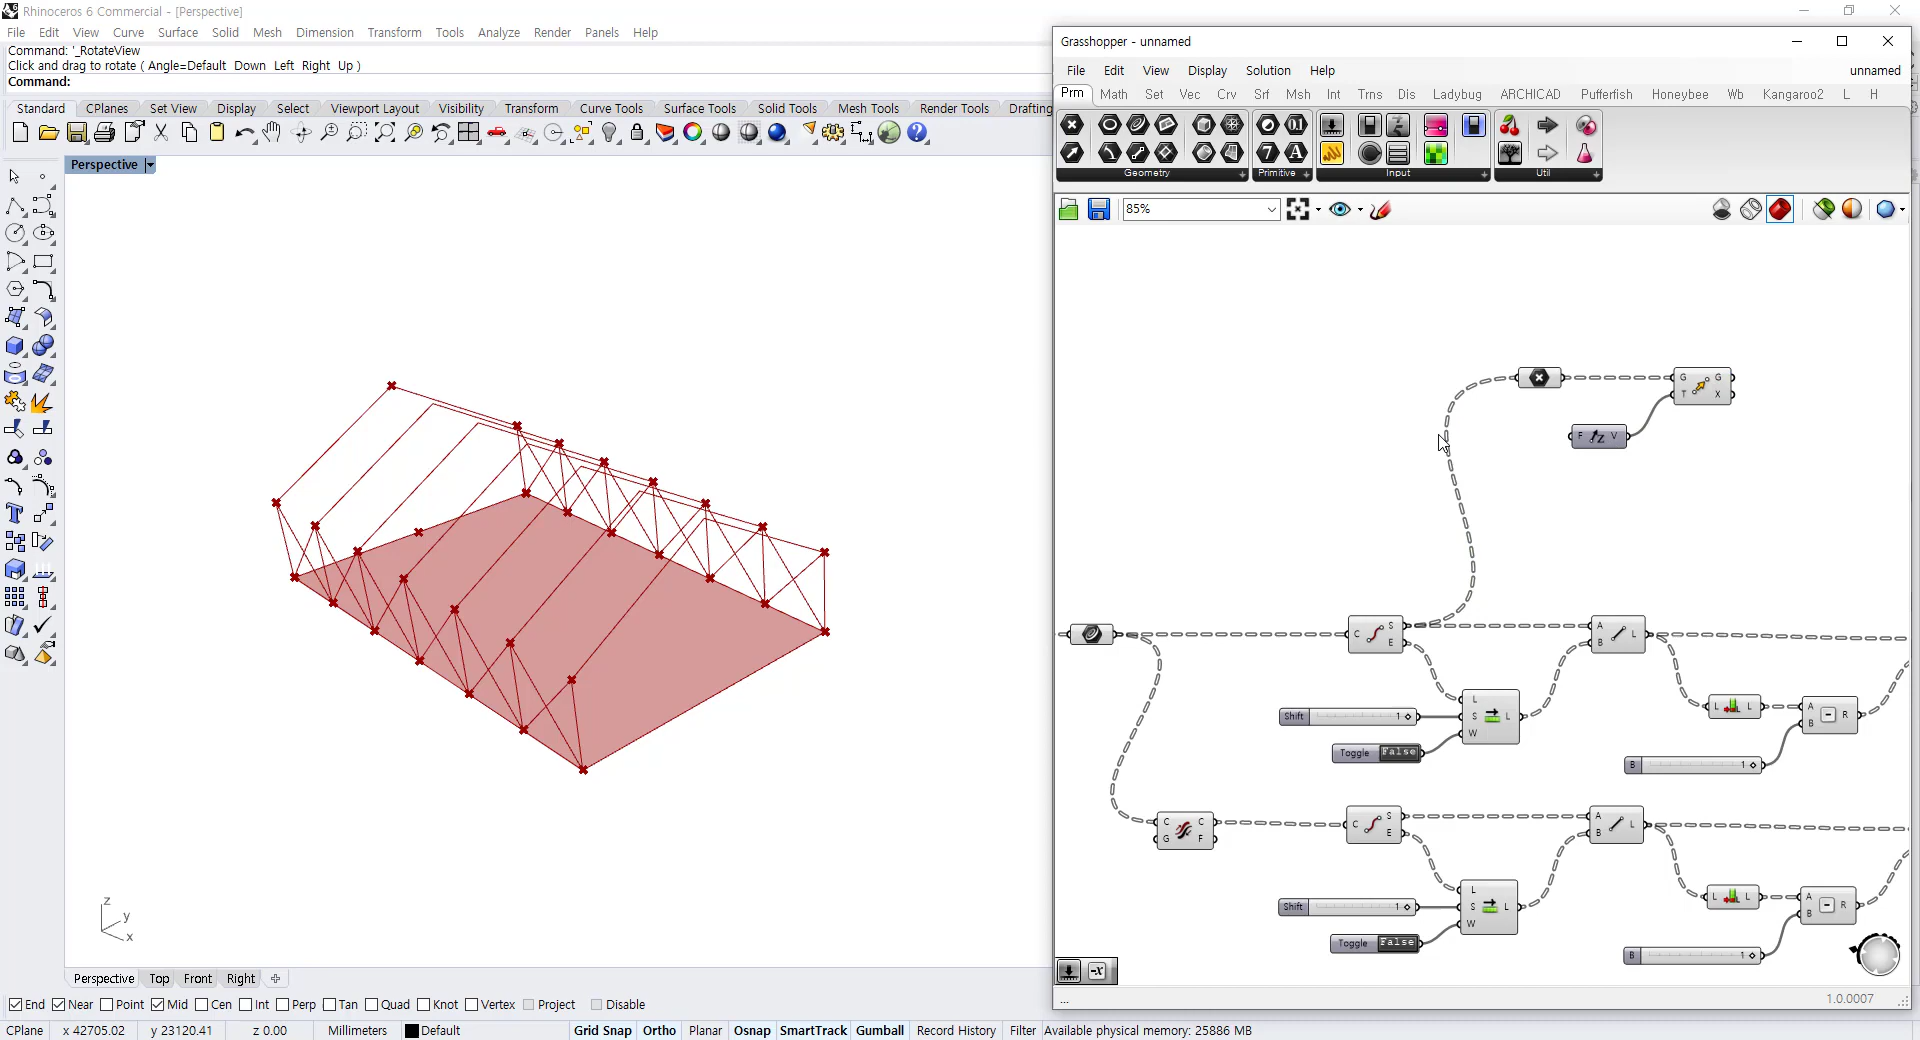 Rhinoceros 6 Commercial - [Perspective]
File Edit View Curve Surface Solid Mesh Dimension Transform Tools Analyze Render Panels Help
Command: '_RotateView
Click and drag to rotate ( Angle=Default Down Left Right Up )
Command:
Standard CPlanes Set View Display Select Viewport Layout Visibility Transform Curve Tools Surface Tools Solid Tools Mesh Tools Render Tools Drafting
Perspective
z
y
x
Perspective Top Front Right
End Near Point Mid Cen Int Perp Tan Quad Knot Vertex Project Disable
CPlane x 42705.02 y 23120.41 z 0.00 Millimeters Default Grid Snap Ortho Planar Osnap SmartTrack Gumball Record History Filter Available physical memory: 25886 MB
Grasshopper - unnamed
File Edit View Display Solution Help unnamed
Prm Math Set Vec Crv Srf Msh Int Trns Dis Ladybug ARCHICAD Pufferfish Honeybee Wb Kangaroo2 L H
0.1
7 A
Geometry Primitive Input Util
85%
G G
T X
F Z V
C S E
A B L
L S W L
Shift 1
Toggle False
L L
A B R
B 1
C G C F
C S E
A B L
L S W L
Shift 1
Toggle False
L L
A B R
B 1
-x
... 1.0.0007